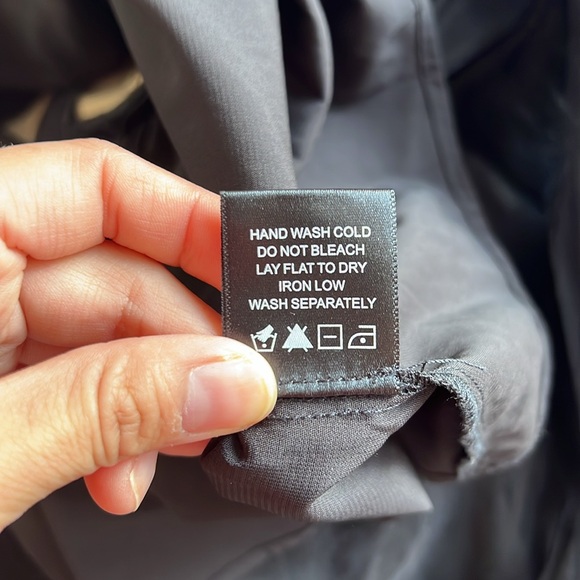 HAND WASH COLD
DO NOT BLEACH
LAY FLAT TO DRY
IRON LOW
WASH SEPARATELY